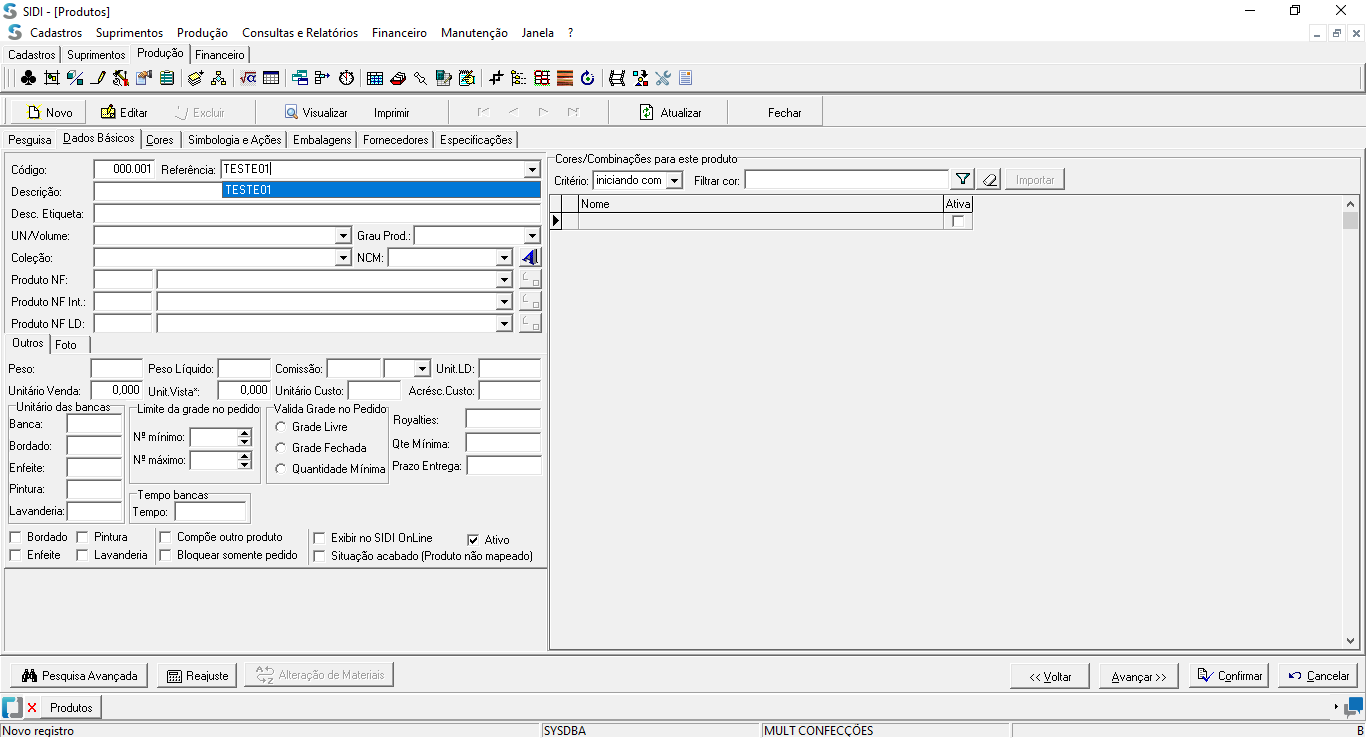 SIDI - [Produtos]
Cadastros Suprimentos Produção Consultas e Relatórios Financeiro Manutenção Janela ?
Cadastros Suprimentos Produção Financeiro
Novo Editar Excluir Visualizar Imprimir Atualizar Fechar
Pesquisa Dados Básicos Cores Simbologia e Ações Embalagens Fornecedores Especificações
Código: 000.001 Referência: TESTE01
TESTE01
Descrição:
Desc. Etiqueta:
UN/Volume: Grau Prod.:
Coleção: NCM:
Produto NF:
Produto NF Int.:
Produto NF LD:
Cores/Combinações para este produto
Critério: iniciando com Filtrar cor: Importar
Nome Ativa
Outros Foto
Peso: Peso Líquido: Comissão: Unit.LD:
Unitário Venda: 0,000 Unit.Vista*: 0,000 Unitário Custo: Acrésc.Custo:
Unitário das bancas
Banca:
Bordado:
Enfeite:
Pintura:
Lavanderia:
Limite da grade no pedido
Nº mínimo:
Nº máximo:
Tempo bancas
Tempo:
Valida Grade no Pedido
Grade Livre
Grade Fechada
Quantidade Mínima
Royalties:
Qte Mínima:
Prazo Entrega:
Bordado Pintura Compõe outro produto Exibir no SIDI OnLine Ativo
Enfeite Lavanderia Bloquear somente pedido Situação acabado (Produto não mapeado)
Pesquisa Avançada Reajuste Alteração de Materiais << Voltar Avançar >> Confirmar Cancelar
Produtos
Novo registro SYSDBA MULT CONFECÇÕES B